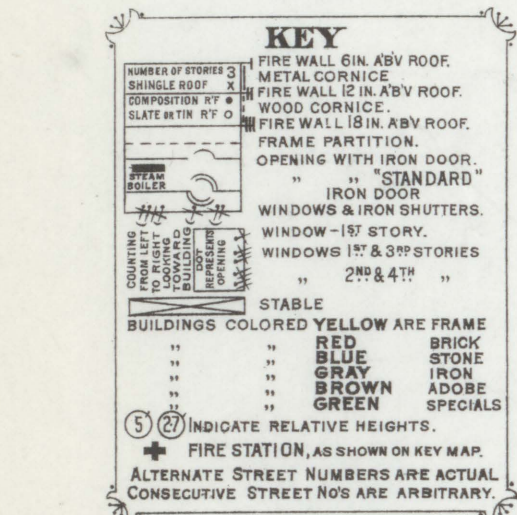 KEY
NUMBER OF STORIES 3
SHINGLE ROOF X
COMPOSITION R'F ●
SLATE OR TIN R'F O
STEAM
BOILER
FIRE WALL 6 IN. A'B'V ROOF.
METAL CORNICE
FIRE WALL 12 IN. A'B'V ROOF.
WOOD CORNICE.
FIRE WALL 18 IN. A'B'V ROOF.
FRAME PARTITION.
OPENING WITH IRON DOOR.
" " "STANDARD"
IRON DOOR
WINDOWS & IRON SHUTTERS.
COUNTING
FROM LEFT
TO RIGHT
LOOKING
TOWARD
BUILDING
DOT
REPRESENTS
OPENING
WINDOW-1ST STORY.
WINDOWS 1ST & 3RD STORIES
" 2ND & 4TH "
STABLE
BUILDINGS COLORED YELLOW ARE FRAME
" " RED BRICK
" " BLUE STONE
" " GRAY IRON
" " BROWN ADOBE
" " GREEN SPECIALS
5' 27' INDICATE RELATIVE HEIGHTS.
FIRE STATION, AS SHOWN ON KEY MAP.
ALTERNATE STREET NUMBERS ARE ACTUAL
CONSECUTIVE STREET NO'S ARE ARBITRARY.